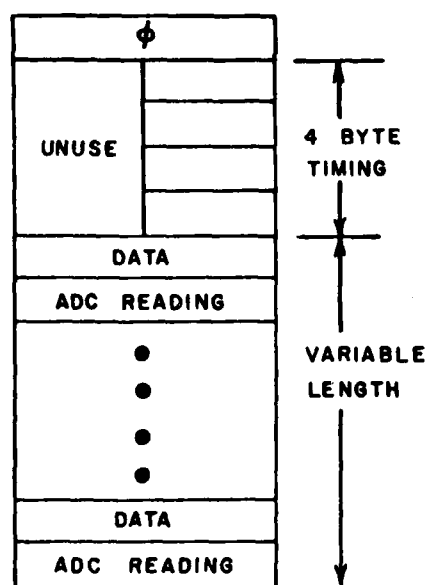 ϕ
UNUSE
4 BYTE
TIMING
DATA
ADC READING
VARIABLE
LENGTH
DATA
ADC READING